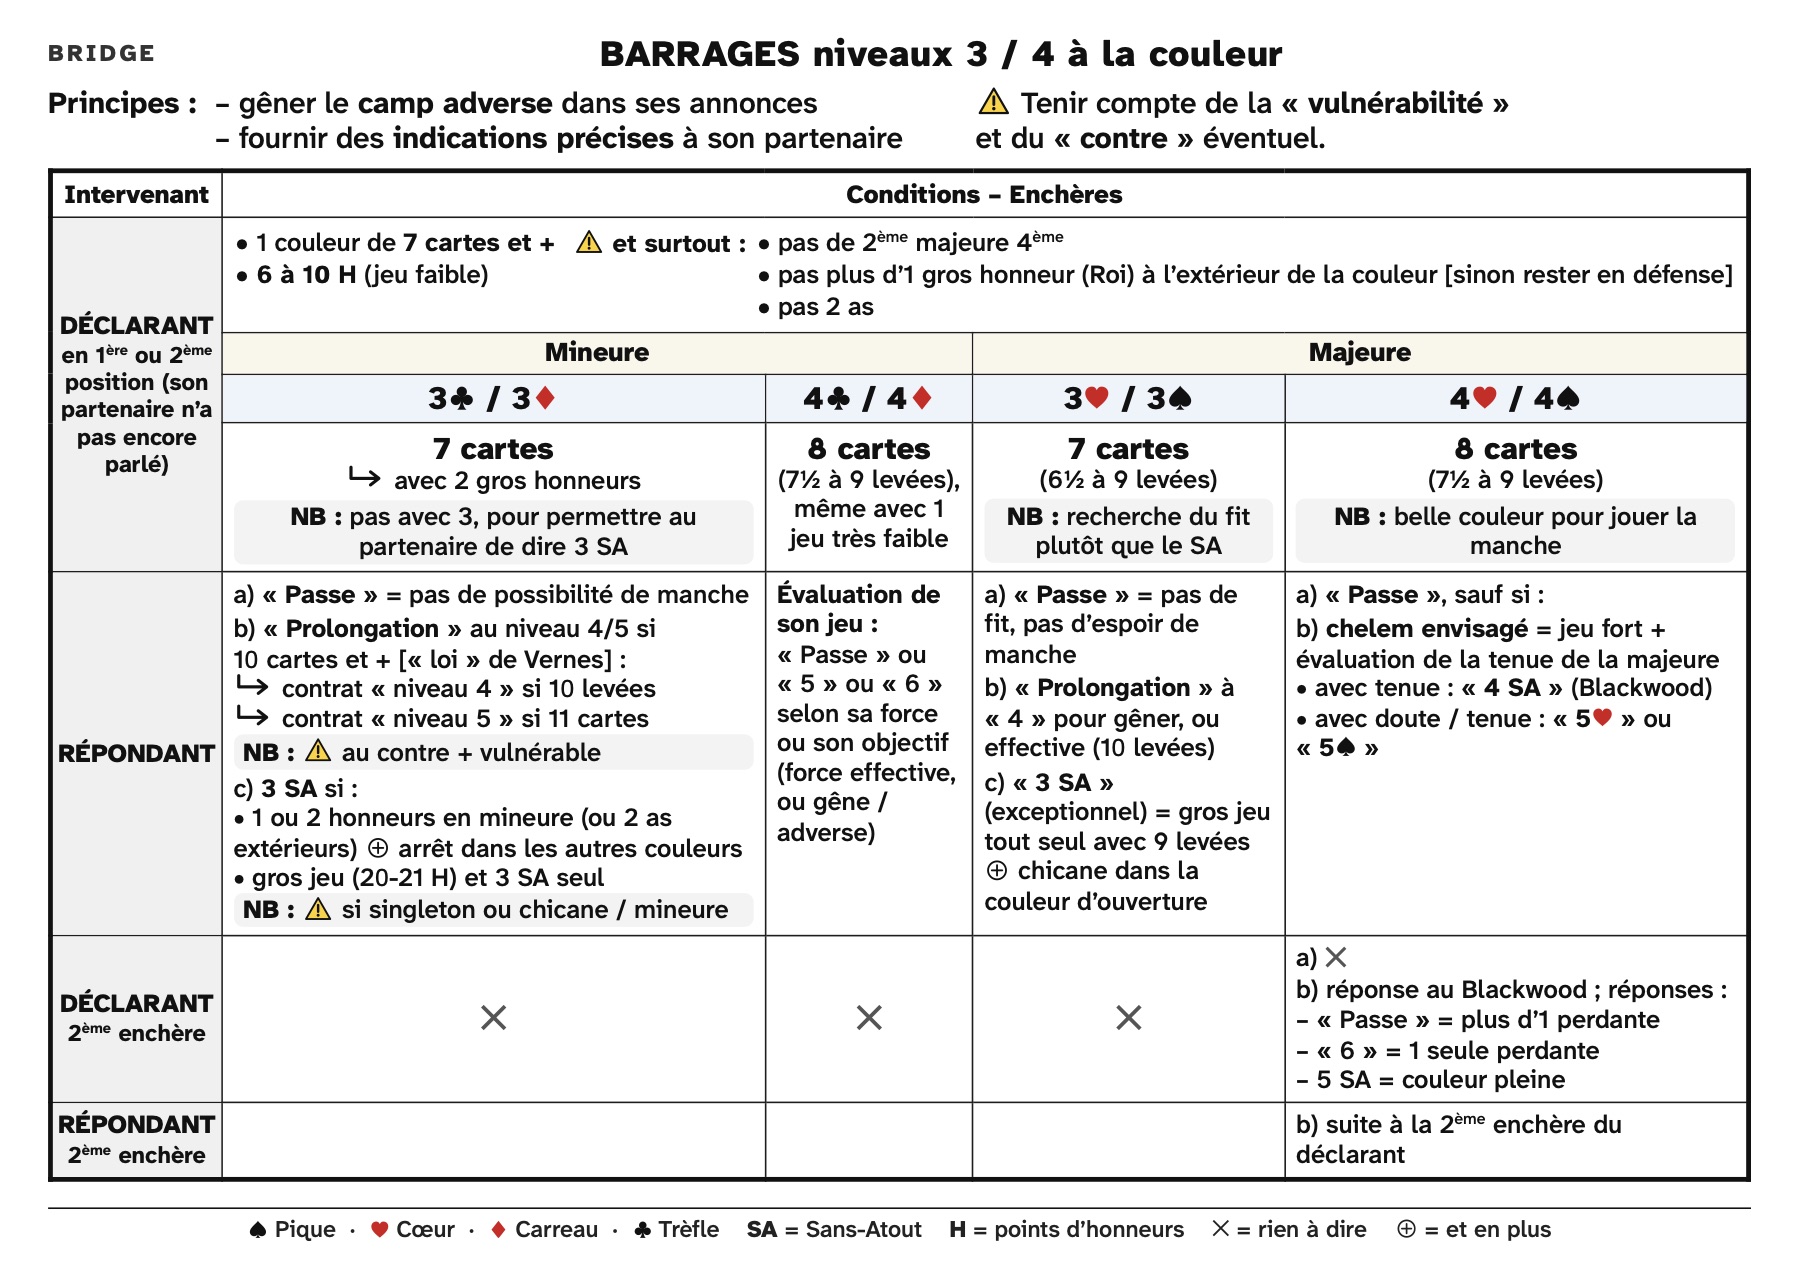 BRIDGE
BARRAGES niveaux 3 / 4 à la couleur
Principes : – gêner le camp adverse dans ses annonces
– fournir des indications précises à son partenaire
⚠ Tenir compte de la « vulnérabilité »
et du « contre » éventuel.
Intervenant
Conditions – Enchères
DÉCLARANT
en 1ère ou 2ème
position (son
partenaire n’a
pas encore
parlé)
• 1 couleur de 7 cartes et +
• 6 à 10 H (jeu faible)
⚠ et surtout :
• pas de 2ème majeure 4ème
• pas plus d’1 gros honneur (Roi) à l’extérieur de la couleur [sinon rester en défense]
• pas 2 as
Mineure
Majeure
3♣ / 3♦
4♣ / 4♦
3♥ / 3♠
4♥ / 4♠
7 cartes
↳ avec 2 gros honneurs
NB : pas avec 3, pour permettre au
partenaire de dire 3 SA
8 cartes
(7½ à 9 levées),
même avec 1
jeu très faible
7 cartes
(6½ à 9 levées)
NB : recherche du fit
plutôt que le SA
8 cartes
(7½ à 9 levées)
NB : belle couleur pour jouer la
manche
RÉPONDANT
a) « Passe » = pas de possibilité de manche
b) « Prolongation » au niveau 4/5 si
10 cartes et + [« loi » de Vernes] :
↳ contrat « niveau 4 » si 10 levées
↳ contrat « niveau 5 » si 11 cartes
NB : ⚠ au contre + vulnérable
c) 3 SA si :
• 1 ou 2 honneurs en mineure (ou 2 as
extérieurs) ⊕ arrêt dans les autres couleurs
• gros jeu (20-21 H) et 3 SA seul
NB : ⚠ si singleton ou chicane / mineure
Évaluation de
son jeu :
« Passe » ou
« 5 » ou « 6 »
selon sa force
ou son objectif
(force effective,
ou gêne /
adverse)
a) « Passe » = pas de
fit, pas d’espoir de
manche
b) « Prolongation » à
« 4 » pour gêner, ou
effective (10 levées)
c) « 3 SA »
(exceptionnel) = gros jeu
tout seul avec 9 levées
⊕ chicane dans la
couleur d’ouverture
a) « Passe », sauf si :
b) chelem envisagé = jeu fort +
évaluation de la tenue de la majeure
• avec tenue : « 4 SA » (Blackwood)
• avec doute / tenue : « 5♥ » ou
« 5♠ »
DÉCLARANT
2ème enchère
×
×
×
a) ×
b) réponse au Blackwood ; réponses :
– « Passe » = plus d’1 perdante
– « 6 » = 1 seule perdante
– 5 SA = couleur pleine
RÉPONDANT
2ème enchère
b) suite à la 2ème enchère du
déclarant
♠ Pique · ♥ Cœur · ♦ Carreau · ♣ Trèfle SA = Sans-Atout H = points d’honneurs × = rien à dire ⊕ = et en plus